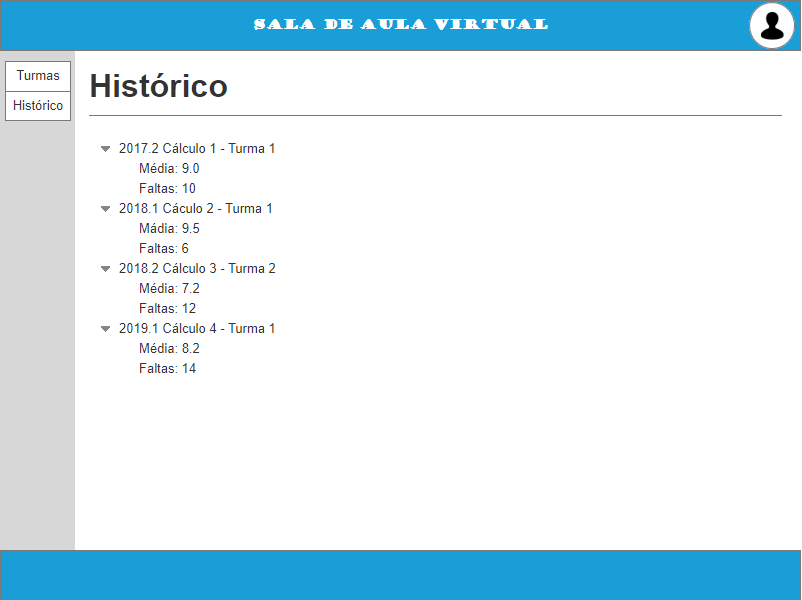 SALA DE AULA VIRTUAL
Turmas
Histórico
Histórico
2017.2 Cálculo 1 - Turma 1
Média: 9.0
Faltas: 10
2018.1 Cáculo 2 - Turma 1
Mádia: 9.5
Faltas: 6
2018.2 Cálculo 3 - Turma 2
Média: 7.2
Faltas: 12
2019.1 Cálculo 4 - Turma 1
Média: 8.2
Faltas: 14